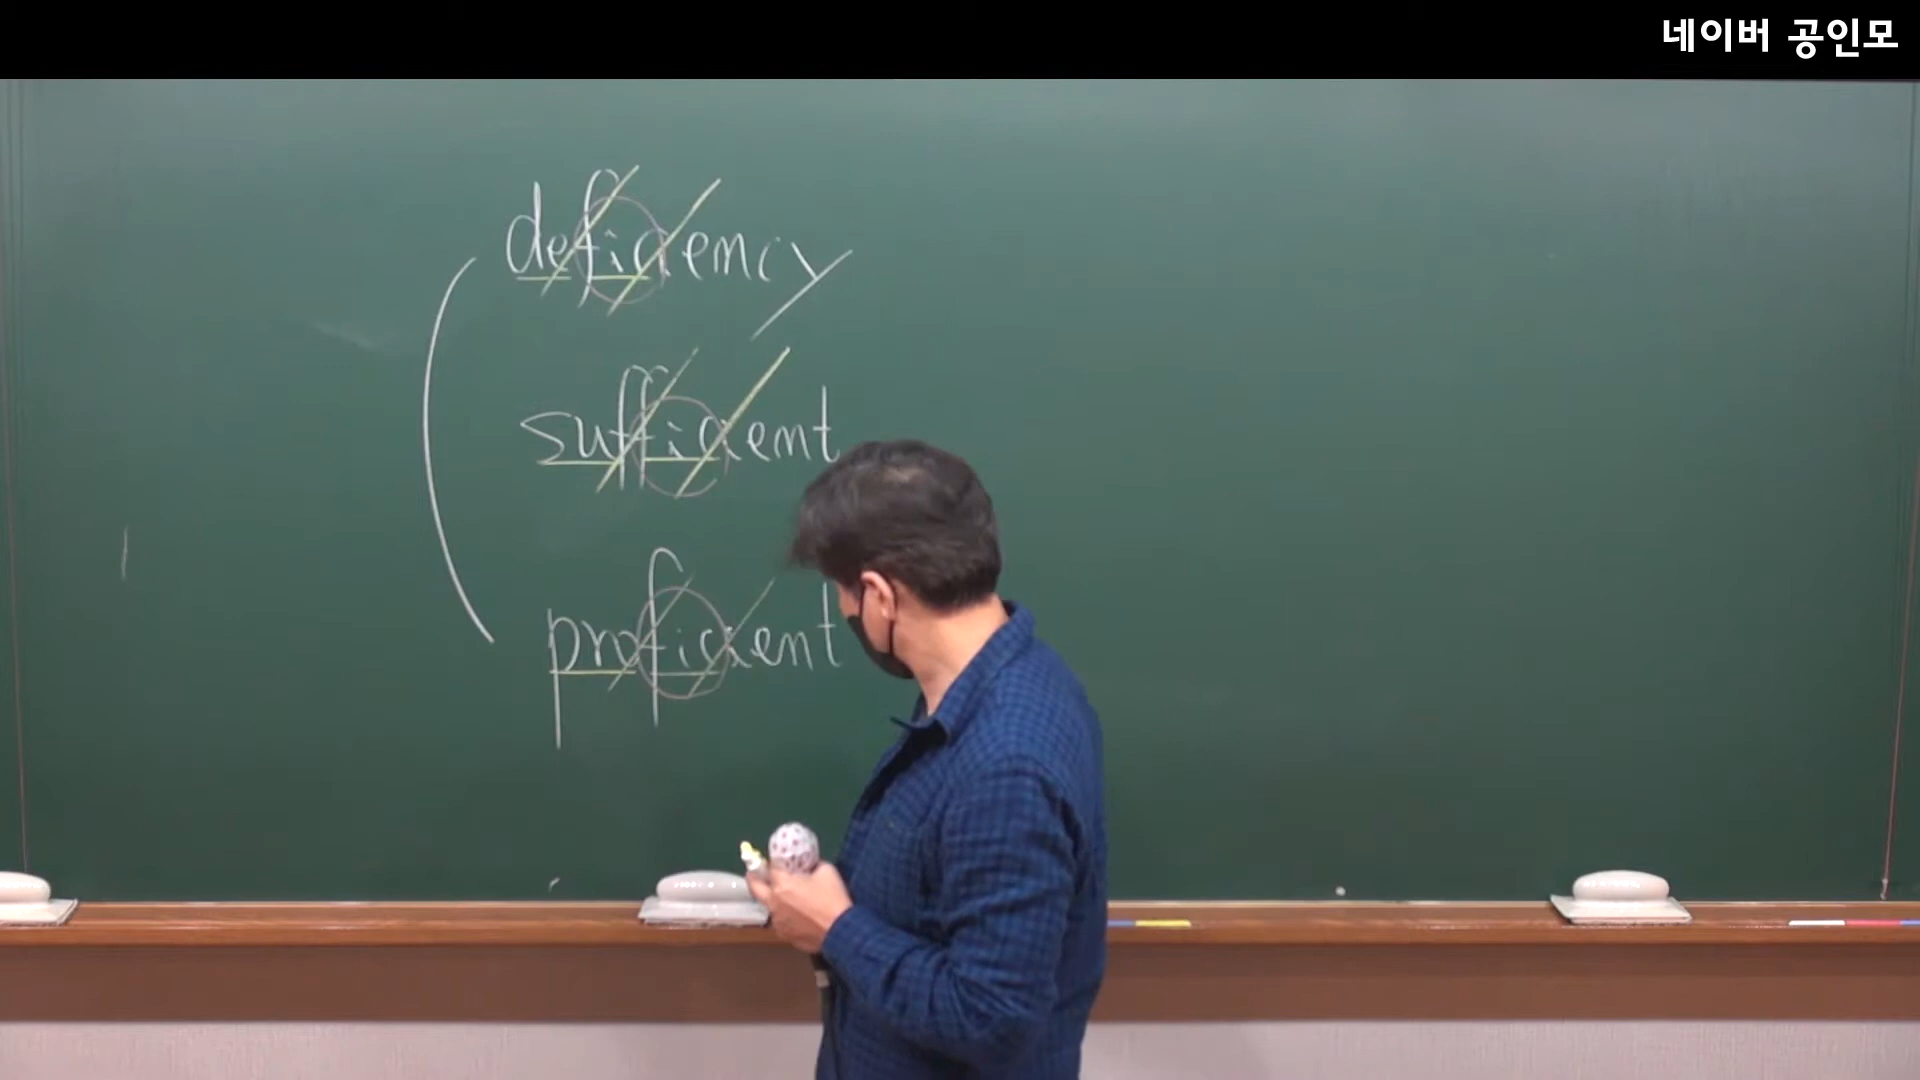 네이버 공인모
deficiency
sufficient
proficient